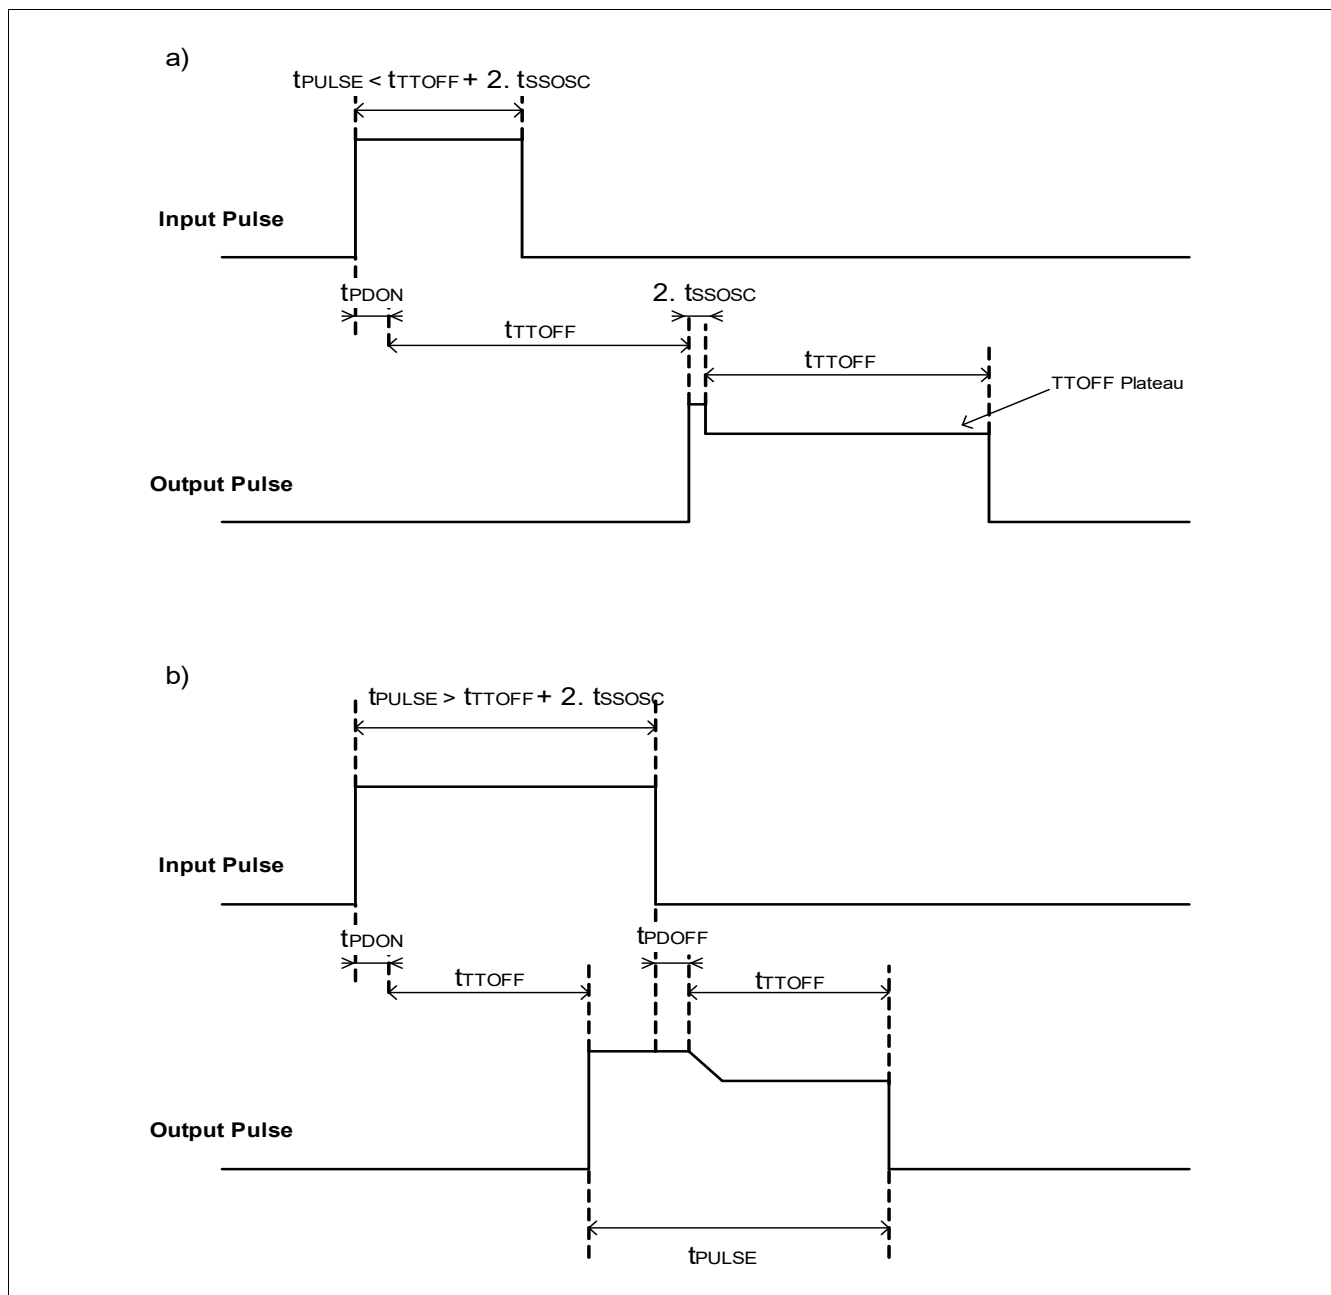 a)
tPULSE < tTTOFF + 2. tSSOSC
Input Pulse
tPDON
2. tSSOSC
tTTOFF
tTTOFF
TTOFF Plateau
Output Pulse
b)
tPULSE > tTTOFF + 2. tSSOSC
Input Pulse
tPDON
tPDOFF
tTTOFF
tTTOFF
Output Pulse
tPULSE